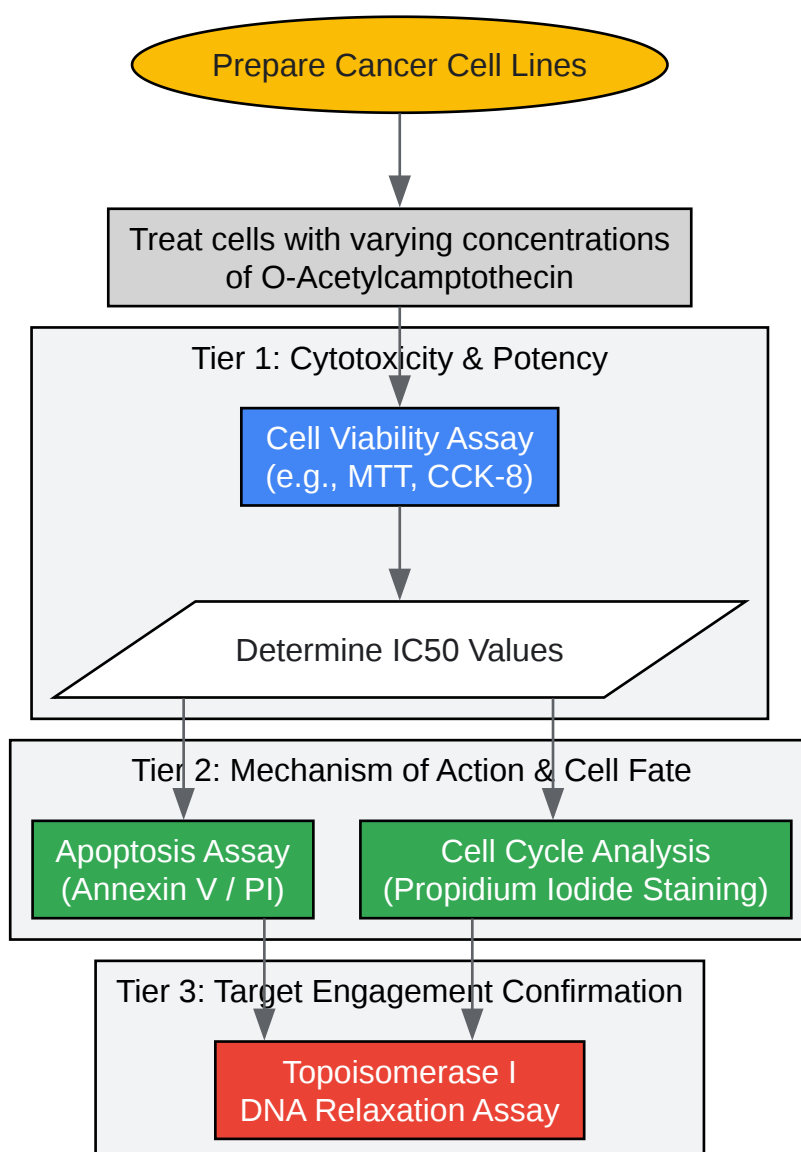 Prepare Cancer Cell Lines
Treat cells with varying concentrations
of O-Acetylcamptothecin
Tier 1: Cytotoxicity & Potency
Cell Viability Assay
(e.g., MTT, CCK-8)
Determine IC50 Values
Tier 2: Mechanism of Action & Cell Fate
Apoptosis Assay
(Annexin V / PI)
Cell Cycle Analysis
(Propidium Iodide Staining)
Tier 3: Target Engagement Confirmation
Topoisomerase I
DNA Relaxation Assay